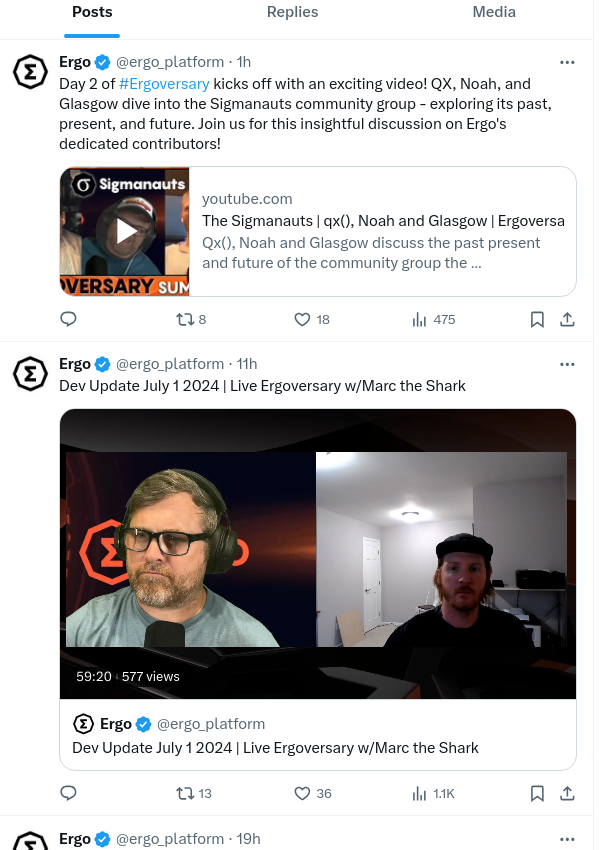 Posts Replies Media
Ergo @ergo_platform · 1h
Day 2 of #Ergoversary kicks off with an exciting video! QX, Noah, and
Glasgow dive into the Sigmanauts community group - exploring its past,
present, and future. Join us for this insightful discussion on Ergo's
dedicated contributors!
Sigmanauts
VERSARY SUM
youtube.com
The Sigmanauts | qx(), Noah and Glasgow | Ergoversa
Qx(), Noah and Glasgow discuss the past present
and future of the community group the ...
8 18 475
Ergo @ergo_platform · 11h
Dev Update July 1 2024 | Live Ergoversary w/Marc the Shark
59:20 · 577 views
Ergo @ergo_platform
Dev Update July 1 2024 | Live Ergoversary w/Marc the Shark
13 36 1.1K
Ergo @ergo_platform · 19h